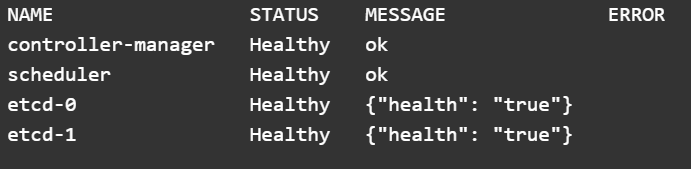 NAME                 STATUS    MESSAGE              ERROR
controller-manager   Healthy   ok
scheduler            Healthy   ok
etcd-0               Healthy   {"health": "true"}
etcd-1               Healthy   {"health": "true"}